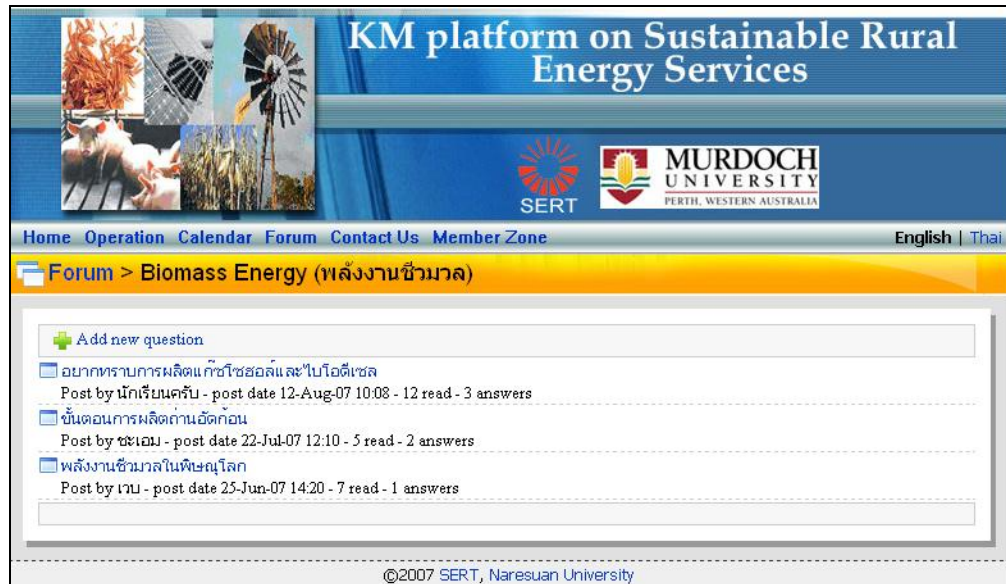 KM platform on Sustainable Rural
Energy Services
SERT
MURDOCH
UNIVERSITY
PERTH, WESTERN AUSTRALIA
Home Operation Calendar Forum Contact Us Member Zone English | Thai
Forum > Biomass Energy (พลังงานชีวมวล)
Add new question
อยากทราบการผลิตแก๊ซโซฮอล์และไบโอดีเซล
Post by นักเรียนครับ - post date 12-Aug-07 10:08 - 12 read - 3 answers
ขั้นตอนการผลิตถ่านอัดก้อน
Post by ชะเอม - post date 22-Jul-07 12:10 - 5 read - 2 answers
พลังงานชีวมวลในพิษณุโลก
Post by เวบ - post date 25-Jun-07 14:20 - 7 read - 1 answers
©2007 SERT, Naresuan University